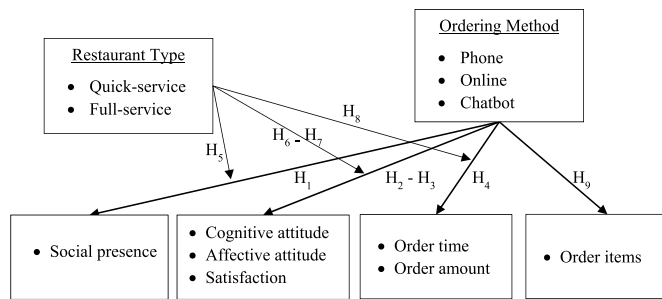 Ordering Method
• Phone
• Online
• Chatbot
Restaurant Type
• Quick-service
• Full-service
H8
H6 - H7
H5
H1
H2 - H3
H4
H9
• Social presence
• Cognitive attitude
• Affective attitude
• Satisfaction
• Order time
• Order amount
• Order items